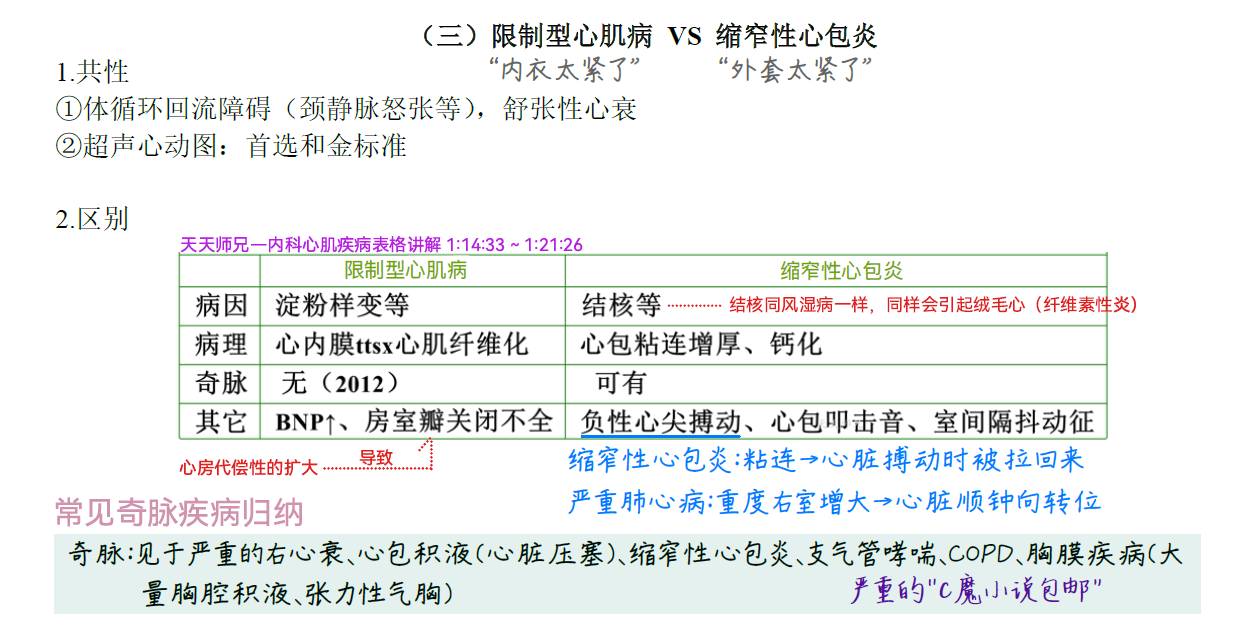 （三）限制型心肌病 VS 缩窄性心包炎
“内衣太紧了” “外套太紧了”
1.共性
①体循环回流障碍（颈静脉怒张等），舒张性心衰
②超声心动图：首选和金标准
2.区别
天天师兄—内科心肌疾病表格讲解 1:14:33 ~ 1:21:26
限制型心肌病 缩窄性心包炎
病因 淀粉样变等 结核等 结核同风湿病一样，同样会引起绒毛心（纤维素性炎）
病理 心内膜ttsx心肌纤维化 心包粘连增厚、钙化
奇脉 无（2012） 可有
其它 BNP↑、房室瓣关闭不全 负性心尖搏动、心包叩击音、室间隔抖动征
心房代偿性的扩大 导致
缩窄性心包炎:粘连→心脏搏动时被拉回来
严重肺心病:重度右室增大→心脏顺钟向转位
常见奇脉疾病归纳
奇脉:见于严重的右心衰、心包积液(心脏压塞)、缩窄性心包炎、支气管哮喘、COPD、胸膜疾病(大
量胸腔积液、张力性气胸)
严重的"C魔小说包邮"